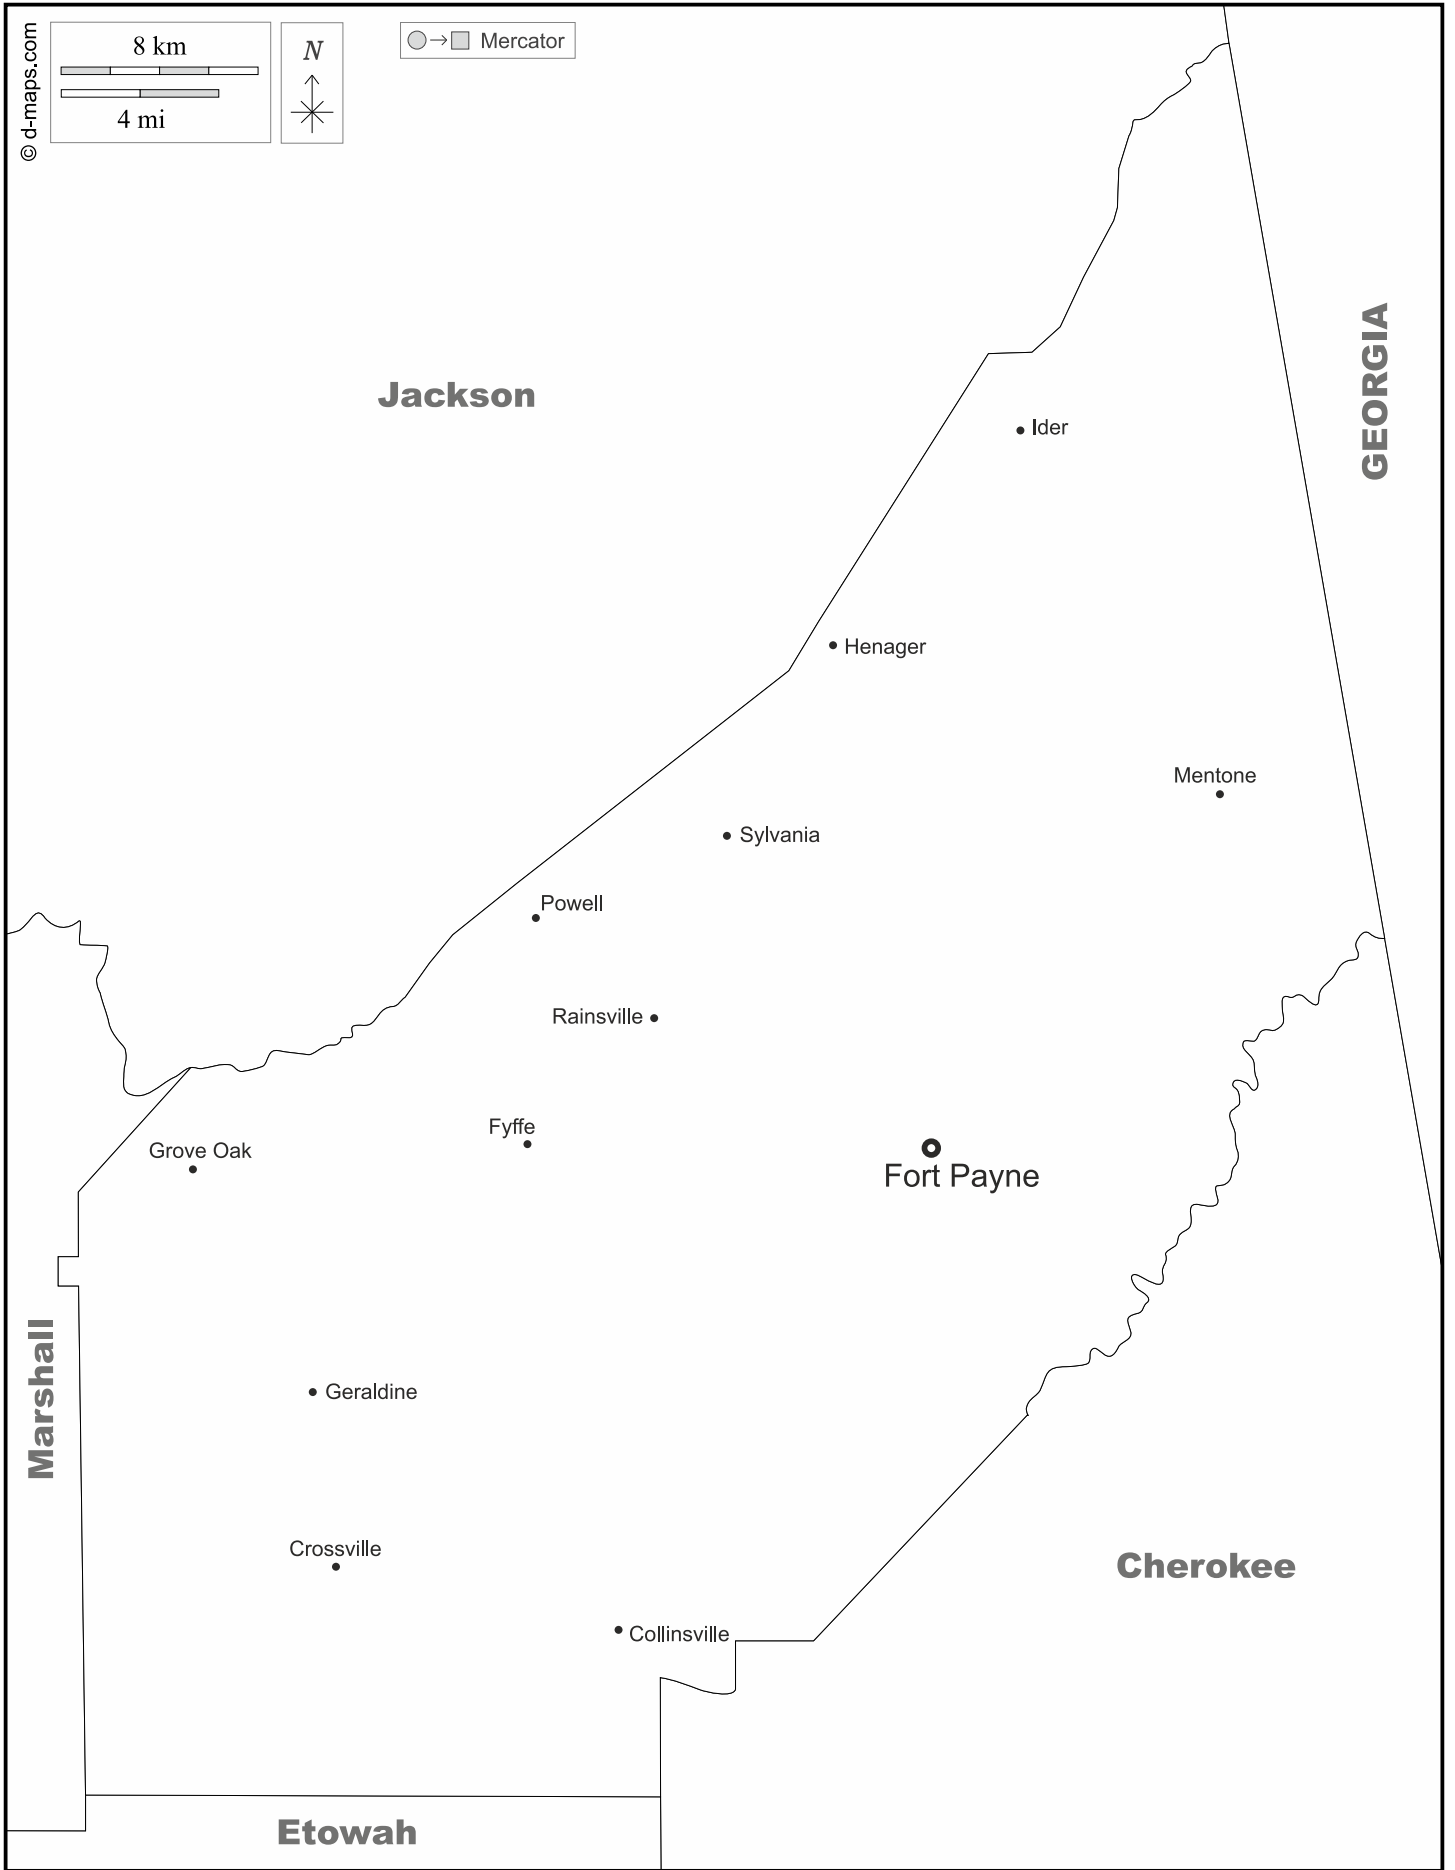 © d-maps.com
8 km
4 mi
N
Mercator
Jackson
GEORGIA
Ider
Henager
Mentone
Sylvania
Powell
Rainsville
Fyffe
Grove Oak
Fort Payne
Marshall
Geraldine
Crossville
Cherokee
Collinsville
Etowah